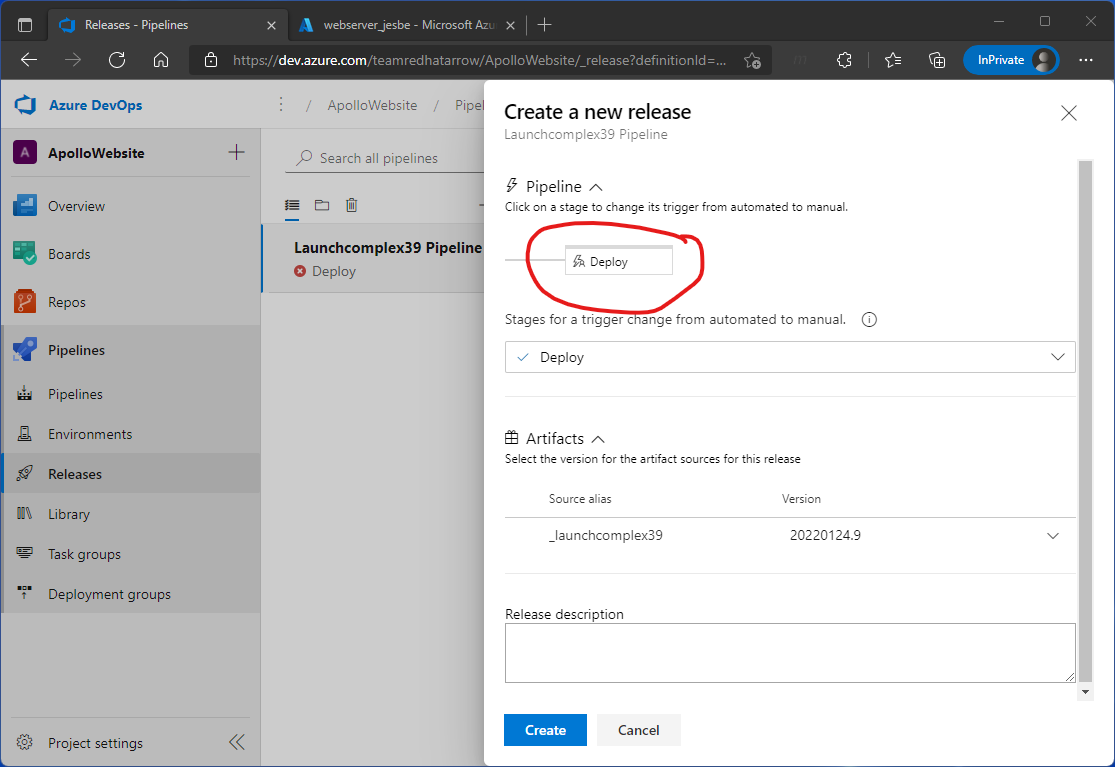 Releases - Pipelines
webserver_jesbe - Microsoft Azu
https://dev.azure.com/teamredhatarrow/ApolloWebsite/_release?definitionId=...
InPrivate
Azure DevOps
/ ApolloWebsite / Pipel
A ApolloWebsite
Overview
Boards
Repos
Pipelines
Pipelines
Environments
Releases
Library
Task groups
Deployment groups
Project settings
Search all pipelines
Launchcomplex39 Pipeline
Deploy
Create a new release
Launchcomplex39 Pipeline
Pipeline
Click on a stage to change its trigger from automated to manual.
Deploy
Stages for a trigger change from automated to manual.
Deploy
Artifacts
Select the version for the artifact sources for this release
Source alias Version
_launchcomplex39 20220124.9
Release description
Create Cancel